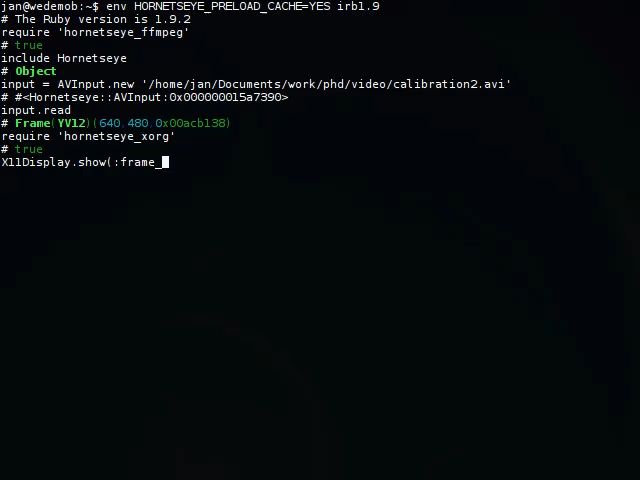 jan@wedemob:~$ env HORNETSEYE_PRELOAD_CACHE=YES irb1.9
# The Ruby version is 1.9.2
require 'hornetseye_ffmpeg'
# true
include Hornetseye
# Object
input = AVInput.new '/home/jan/Documents/work/phd/video/calibration2.avi'
# #<Hornetseye::AVInput:0x000000015a7390>
input.read
# Frame(YV12)(640,480,0x00acb138)
require 'hornetseye_xorg'
# true
X11Display.show(:frame_